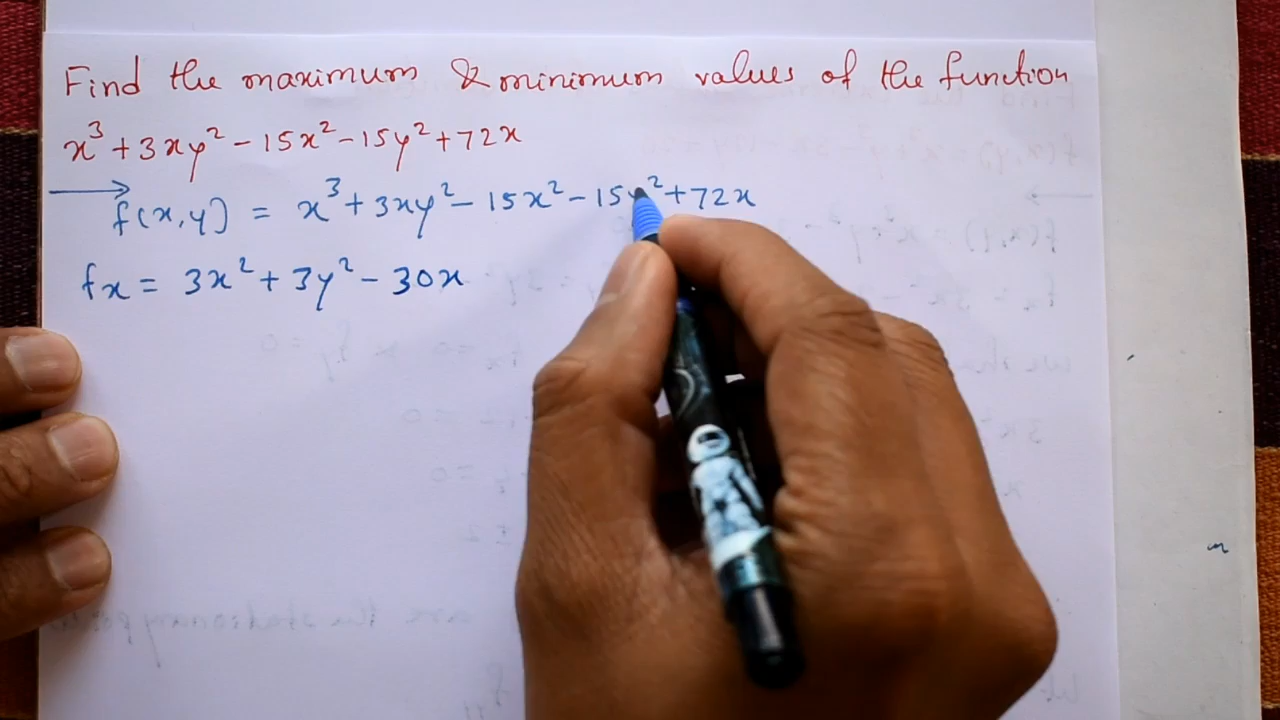 Find the maximum & minimum values of the function
x³ + 3xy² - 15x² - 15y² + 72x
f(x,y) = x³ + 3xy² - 15x² - 15y² + 72x
fx = 3x² + 3y² - 30x